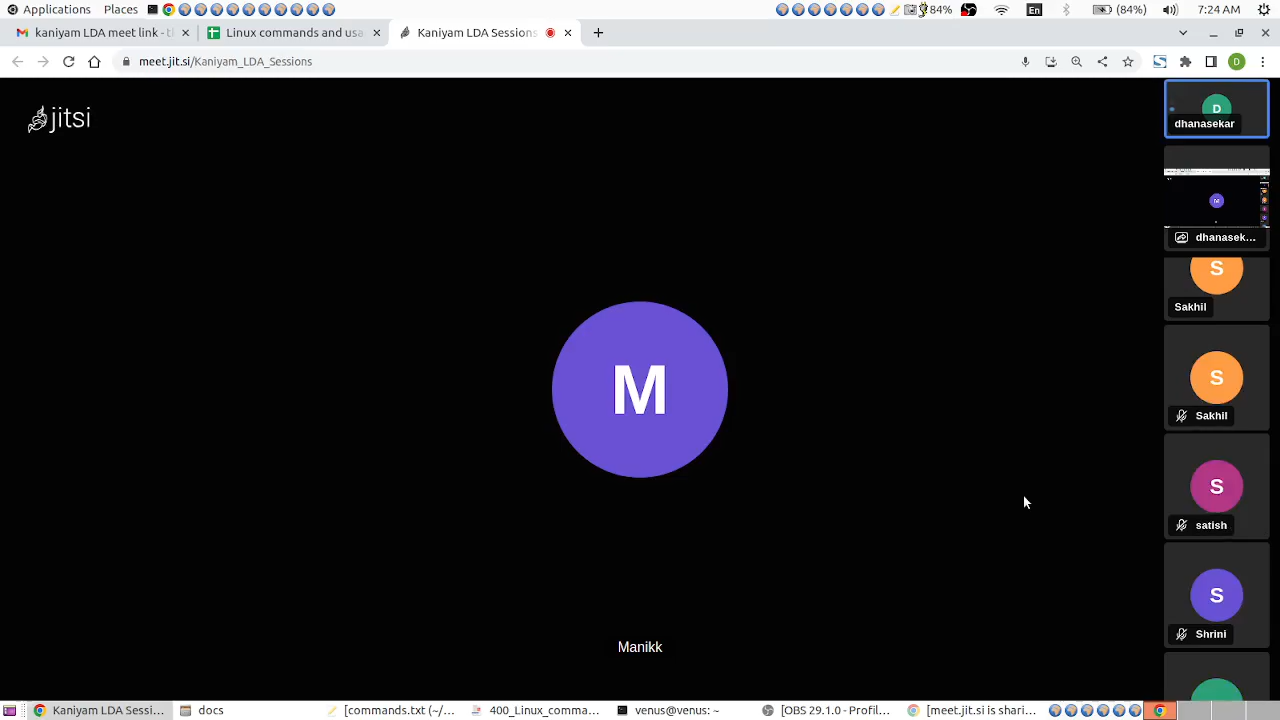 Applications Places 84% En (84%) 7:24 AM
kaniyam LDA meet link - t
Linux commands and usa
Kaniyam LDA Sessions
meet.jit.si/Kaniyam_LDA_Sessions
D
jitsi
D
dhanasekar
M
dhanasek...
S
Sakhil
S
Sakhil
M
S
satish
S
Shrini
Manikk
Kaniyam LDA Sessi...
docs
[commands.txt (~/...
400_Linux_comma...
venus@venus: ~
[OBS 29.1.0 - Profil...
[meet.jit.si is shari...